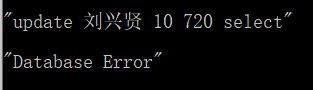 "update 刘兴贤 10 720 select"
"Database Error"